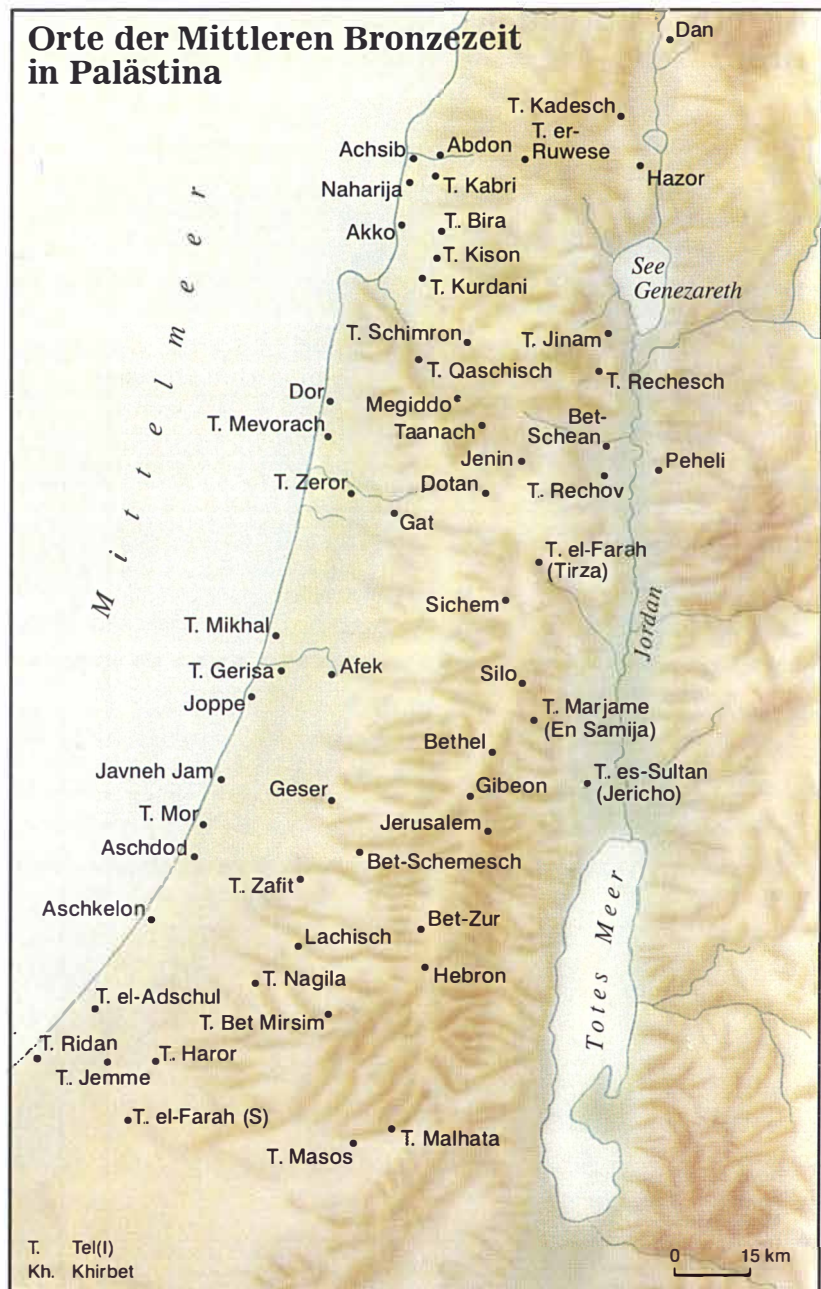 Orte der Mittleren Bronzezeit
in Palästina
Dan
T. Kadesch
T. er-
Ruwese
Achsib
Abdon
Hazor
Naharija
T. Kabri
Akko
T. Bira
T. Kison
See
Genezareth
T. Kurdani
T. Schimron
T. Jinam
T. Qaschisch
T. Rechesch
Dor
Megiddo
T. Mevorach
Taanach
Bet-
Schean
Jenin
Peheli
T. Zeror
Dotan
T. Rechov
Gat
Mittelmeer
T. el-Farah
(Tirza)
Sichem
Jordan
T. Mikhal
T. Gerisa
Afek
Silo
Joppe
T. Marjame
(En Samija)
Bethel
Javneh Jam
Geser
Gibeon
T. es-Sultan
(Jericho)
T. Mor
Jerusalem
Aschdod
Bet-Schemesch
T. Zafit
Aschkelon
Bet-Zur
Lachisch
Totes Meer
Hebron
T. Nagila
T. el-Adschul
T. Bet Mirsim
T. Ridan
T. Haror
T. Jemme
T. el-Farah (S)
T. Malhata
T. Masos
T. Tel(l)
Kh. Khirbet
0 15 km